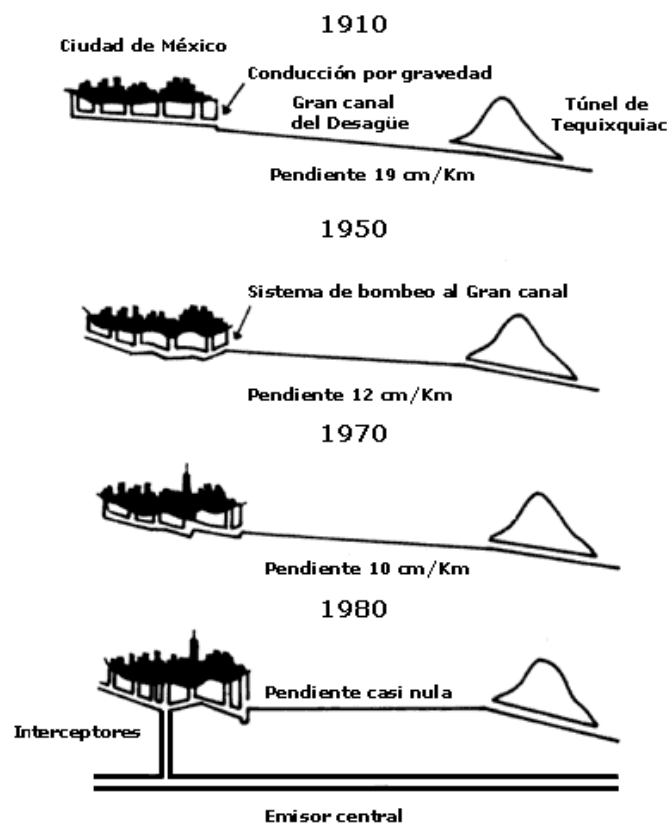 1910
Ciudad de México
Conducción por gravedad
Gran canal
del Desagüe
Túnel de
Tequixquiac
Pendiente 19 cm/Km
1950
Sistema de bombeo al Gran canal
Pendiente 12 cm/Km
1970
Pendiente 10 cm/Km
1980
Pendiente casi nula
Interceptores
Emisor central